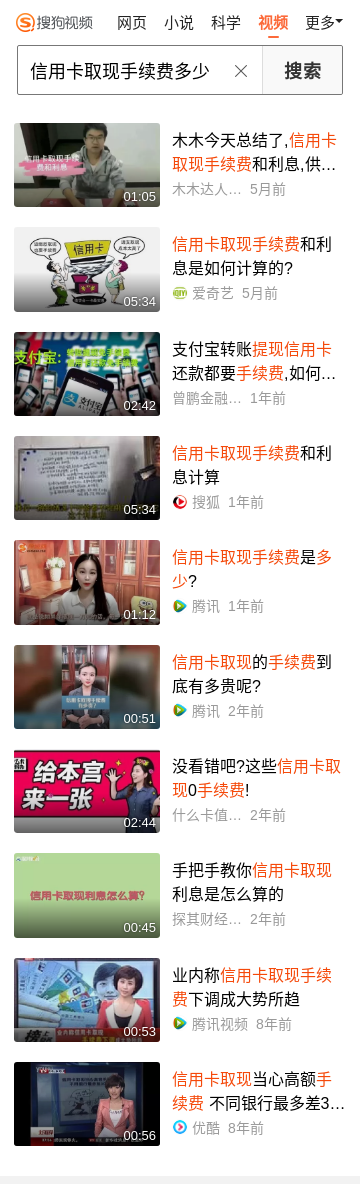 搜狗视频 网页 小说 科学 视频 更多
信用卡取现手续费多少 搜索
信用卡取现手续
费和利息
01:05
木木今天总结了,信用卡
取现手续费和利息,供…
木木达人… 5月前
信用卡
05:34
信用卡取现手续费和利
息是如何计算的?
爱奇艺 5月前
支付宝:
支付宝
02:42
支付宝转账提现信用卡
还款都要手续费,如何…
曾鹏金融… 1年前
05:34
信用卡取现手续费和利
息计算
搜狐 1年前
01:12
信用卡取现手续费是多
少?
腾讯 1年前
00:51
信用卡取现的手续费到
底有多贵呢?
腾讯 2年前
给本宫
来一张
02:44
没看错吧?这些信用卡取
现0手续费!
什么卡值… 2年前
信用卡取现利息怎么算?
00:45
手把手教你信用卡取现
利息是怎么算的
探其财经… 2年前
00:53
业内称信用卡取现手续
费下调成大势所趋
腾讯视频 8年前
00:56
信用卡取现当心高额手
续费 不同银行最多差3…
优酷 8年前